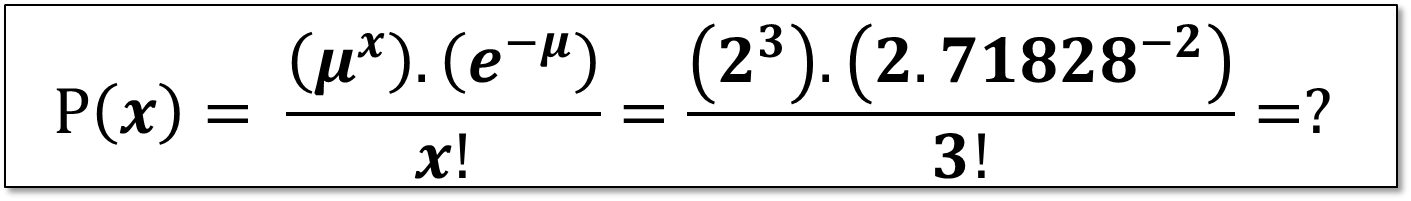 P(x) = (μ^x).(e^−μ) / x! = (2^3).(2.71828^−2) / 3! =?